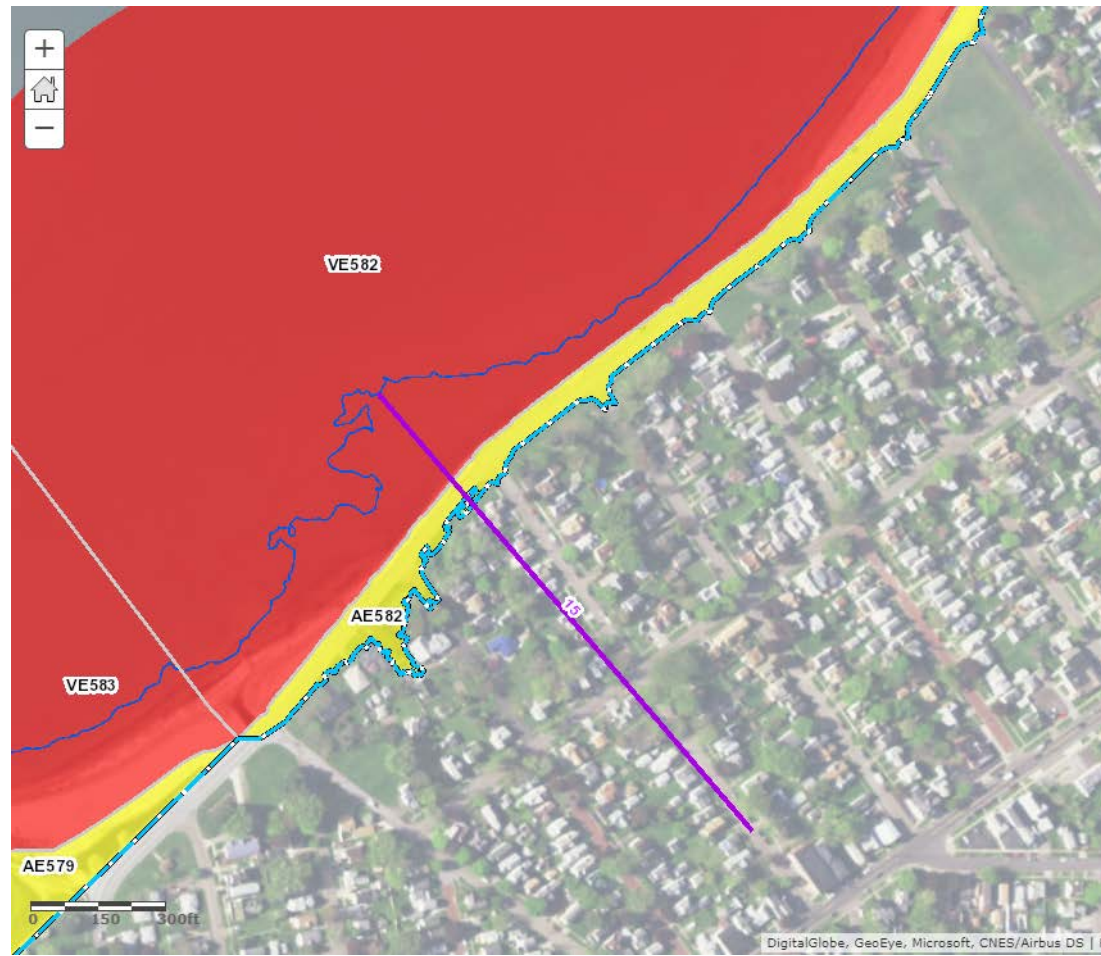 +
−
VE582
15
AE582
VE583
AE579
0 150 300ft
DigitalGlobe, GeoEye, Microsoft, CNES/Airbus DS |